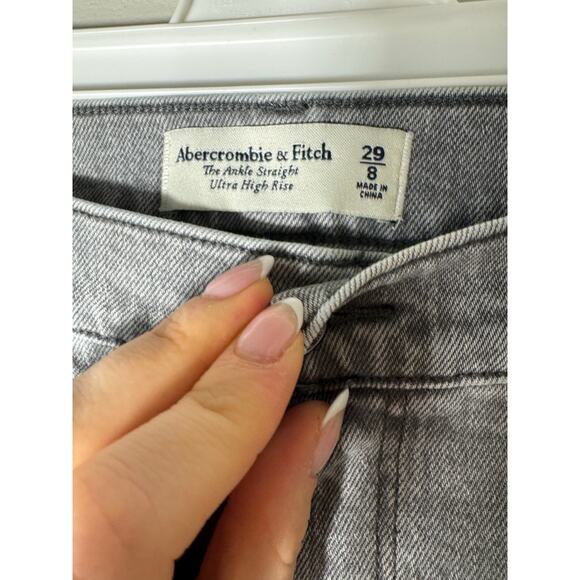 Abercrombie & Fitch
The Ankle Straight
Ultra High Rise
29
8
MADE IN
CHINA